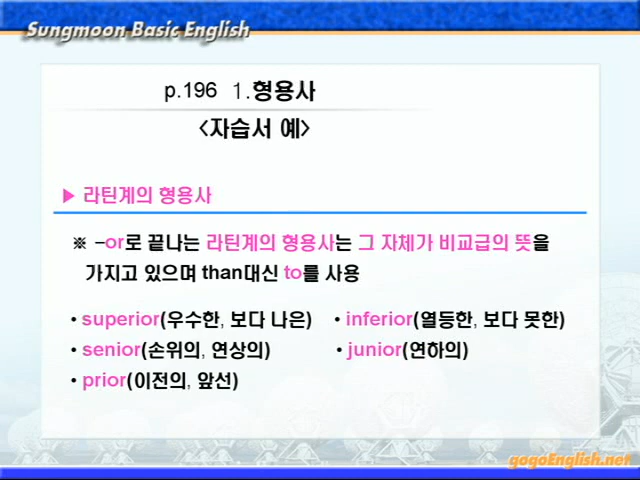 Sungmoon Basic English
p.196 1.형용사
<자습서 예>
▶ 라틴계의 형용사
※ -or로 끝나는 라틴계의 형용사는 그 자체가 비교급의 뜻을
가지고 있으며 than대신 to를 사용
• superior(우수한, 보다 나은) • inferior(열등한, 보다 못한)
• senior(손위의, 연상의) • junior(연하의)
• prior(이전의, 앞선)
gogoEnglish.net